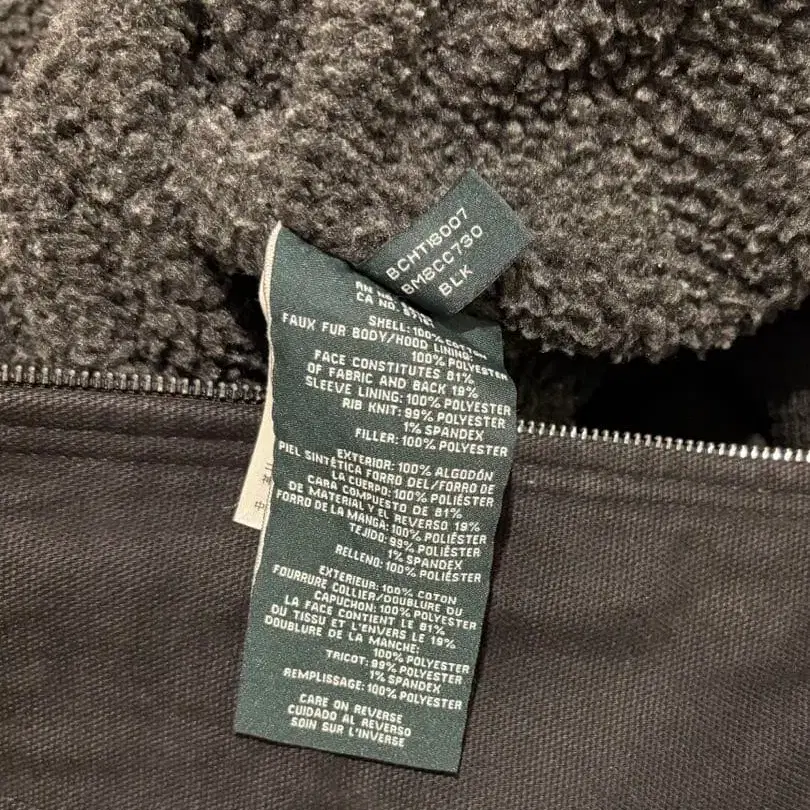 BCHT18007
BMSCC730
BLK
RN No.
CA NO.
SHELL: 100% COTTON
FAUX FUR BODY/HOOD LINING:
100% POLYESTER
FACE CONSTITUTES 81%
OF FABRIC AND BACK 19%
SLEEVE LINING: 100% POLYESTER
RIB KNIT: 99% POLYESTER
1% SPANDEX
FILLER: 100% POLYESTER
EXTERIOR: 100% ALGODÓN
PIEL SINTÉTICA FORRO DEL/FORRO DE
LA CUERPO: 100% POLIÉSTER
CARA COMPUESTO DE 81%
DE MATERIAL Y EL REVERSO 19%
FORRO DE LA MANGA: 100% POLIÉSTER
TEJIDO: 99% POLIÉSTER
1% SPANDEX
RELLENO: 100% POLIÉSTER
EXTERIEUR: 100% COTON
FOURRURE COLLIER/DOUBLURE DU
CAPUCHON: 100% POLYESTER
LA FACE CONTIENT LE 81%
DU TISSU ET L'ENVERS LE 19%
DOUBLURE DE LA MANCHE:
100% POLYESTER
TRICOT: 99% POLYESTER
1% SPANDEX
REMPLISSAGE: 100% POLYESTER
CARE ON REVERSE
CUIDADO AL REVERSO
SOIN SUR L'INVERSE